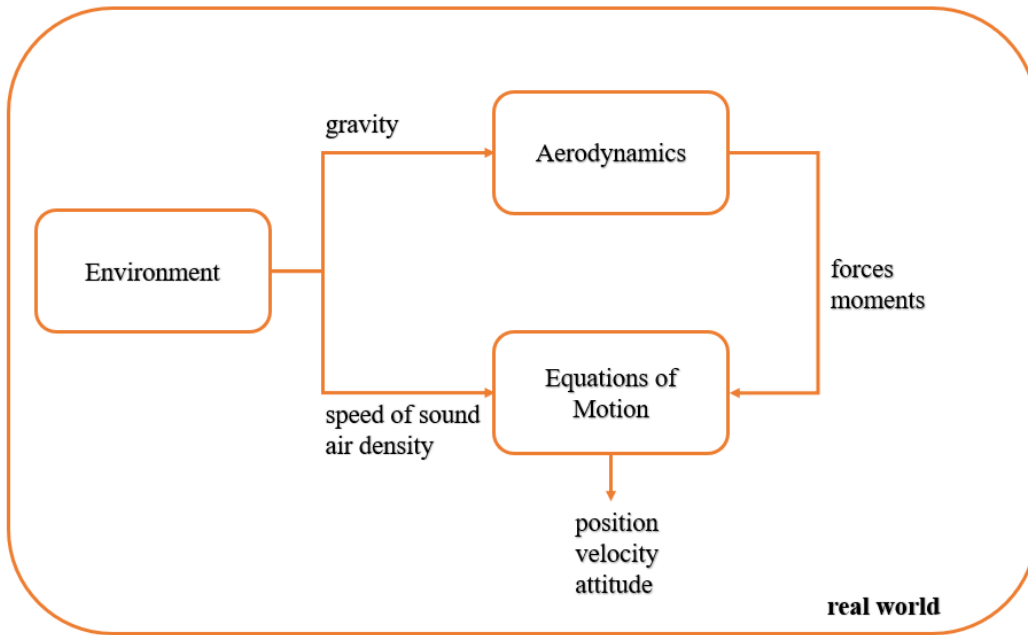 gravity
Aerodynamics
Environment
forces
moments
Equations of
Motion
speed of sound
air density
position
velocity
attitude
real world